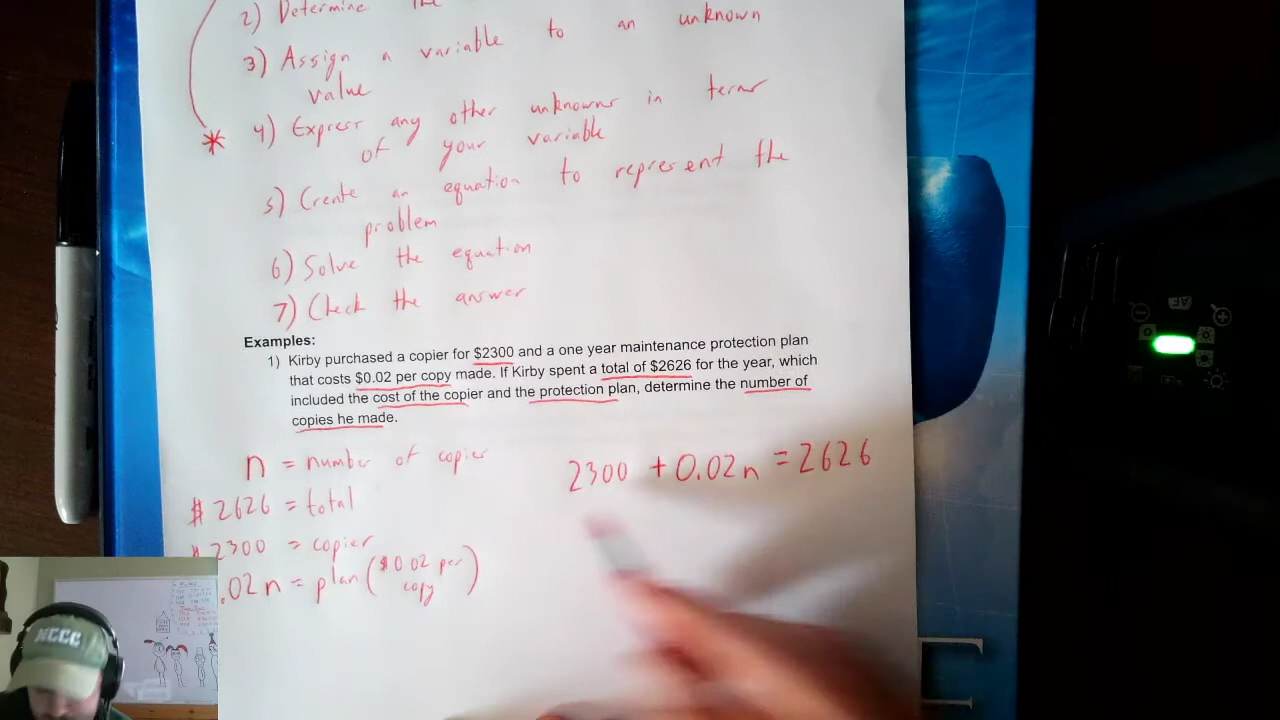 2) Determine the
3) Assign a variable to an unknown
value
* 4) Express any other unknowns in terms
of your variable
5) Create an equation to represent the
problem
6) Solve the equation
7) Check the answer
Examples:
1) Kirby purchased a copier for $2300 and a one year maintenance protection plan
that costs $0.02 per copy made. If Kirby spent a total of $2626 for the year, which
included the cost of the copier and the protection plan, determine the number of
copies he made.
n = number of copies
$2626 = total
2300 = copier
.02n = plan ($0.02 per
copy)
2300 + 0.02n = 2626
NCCC
AF